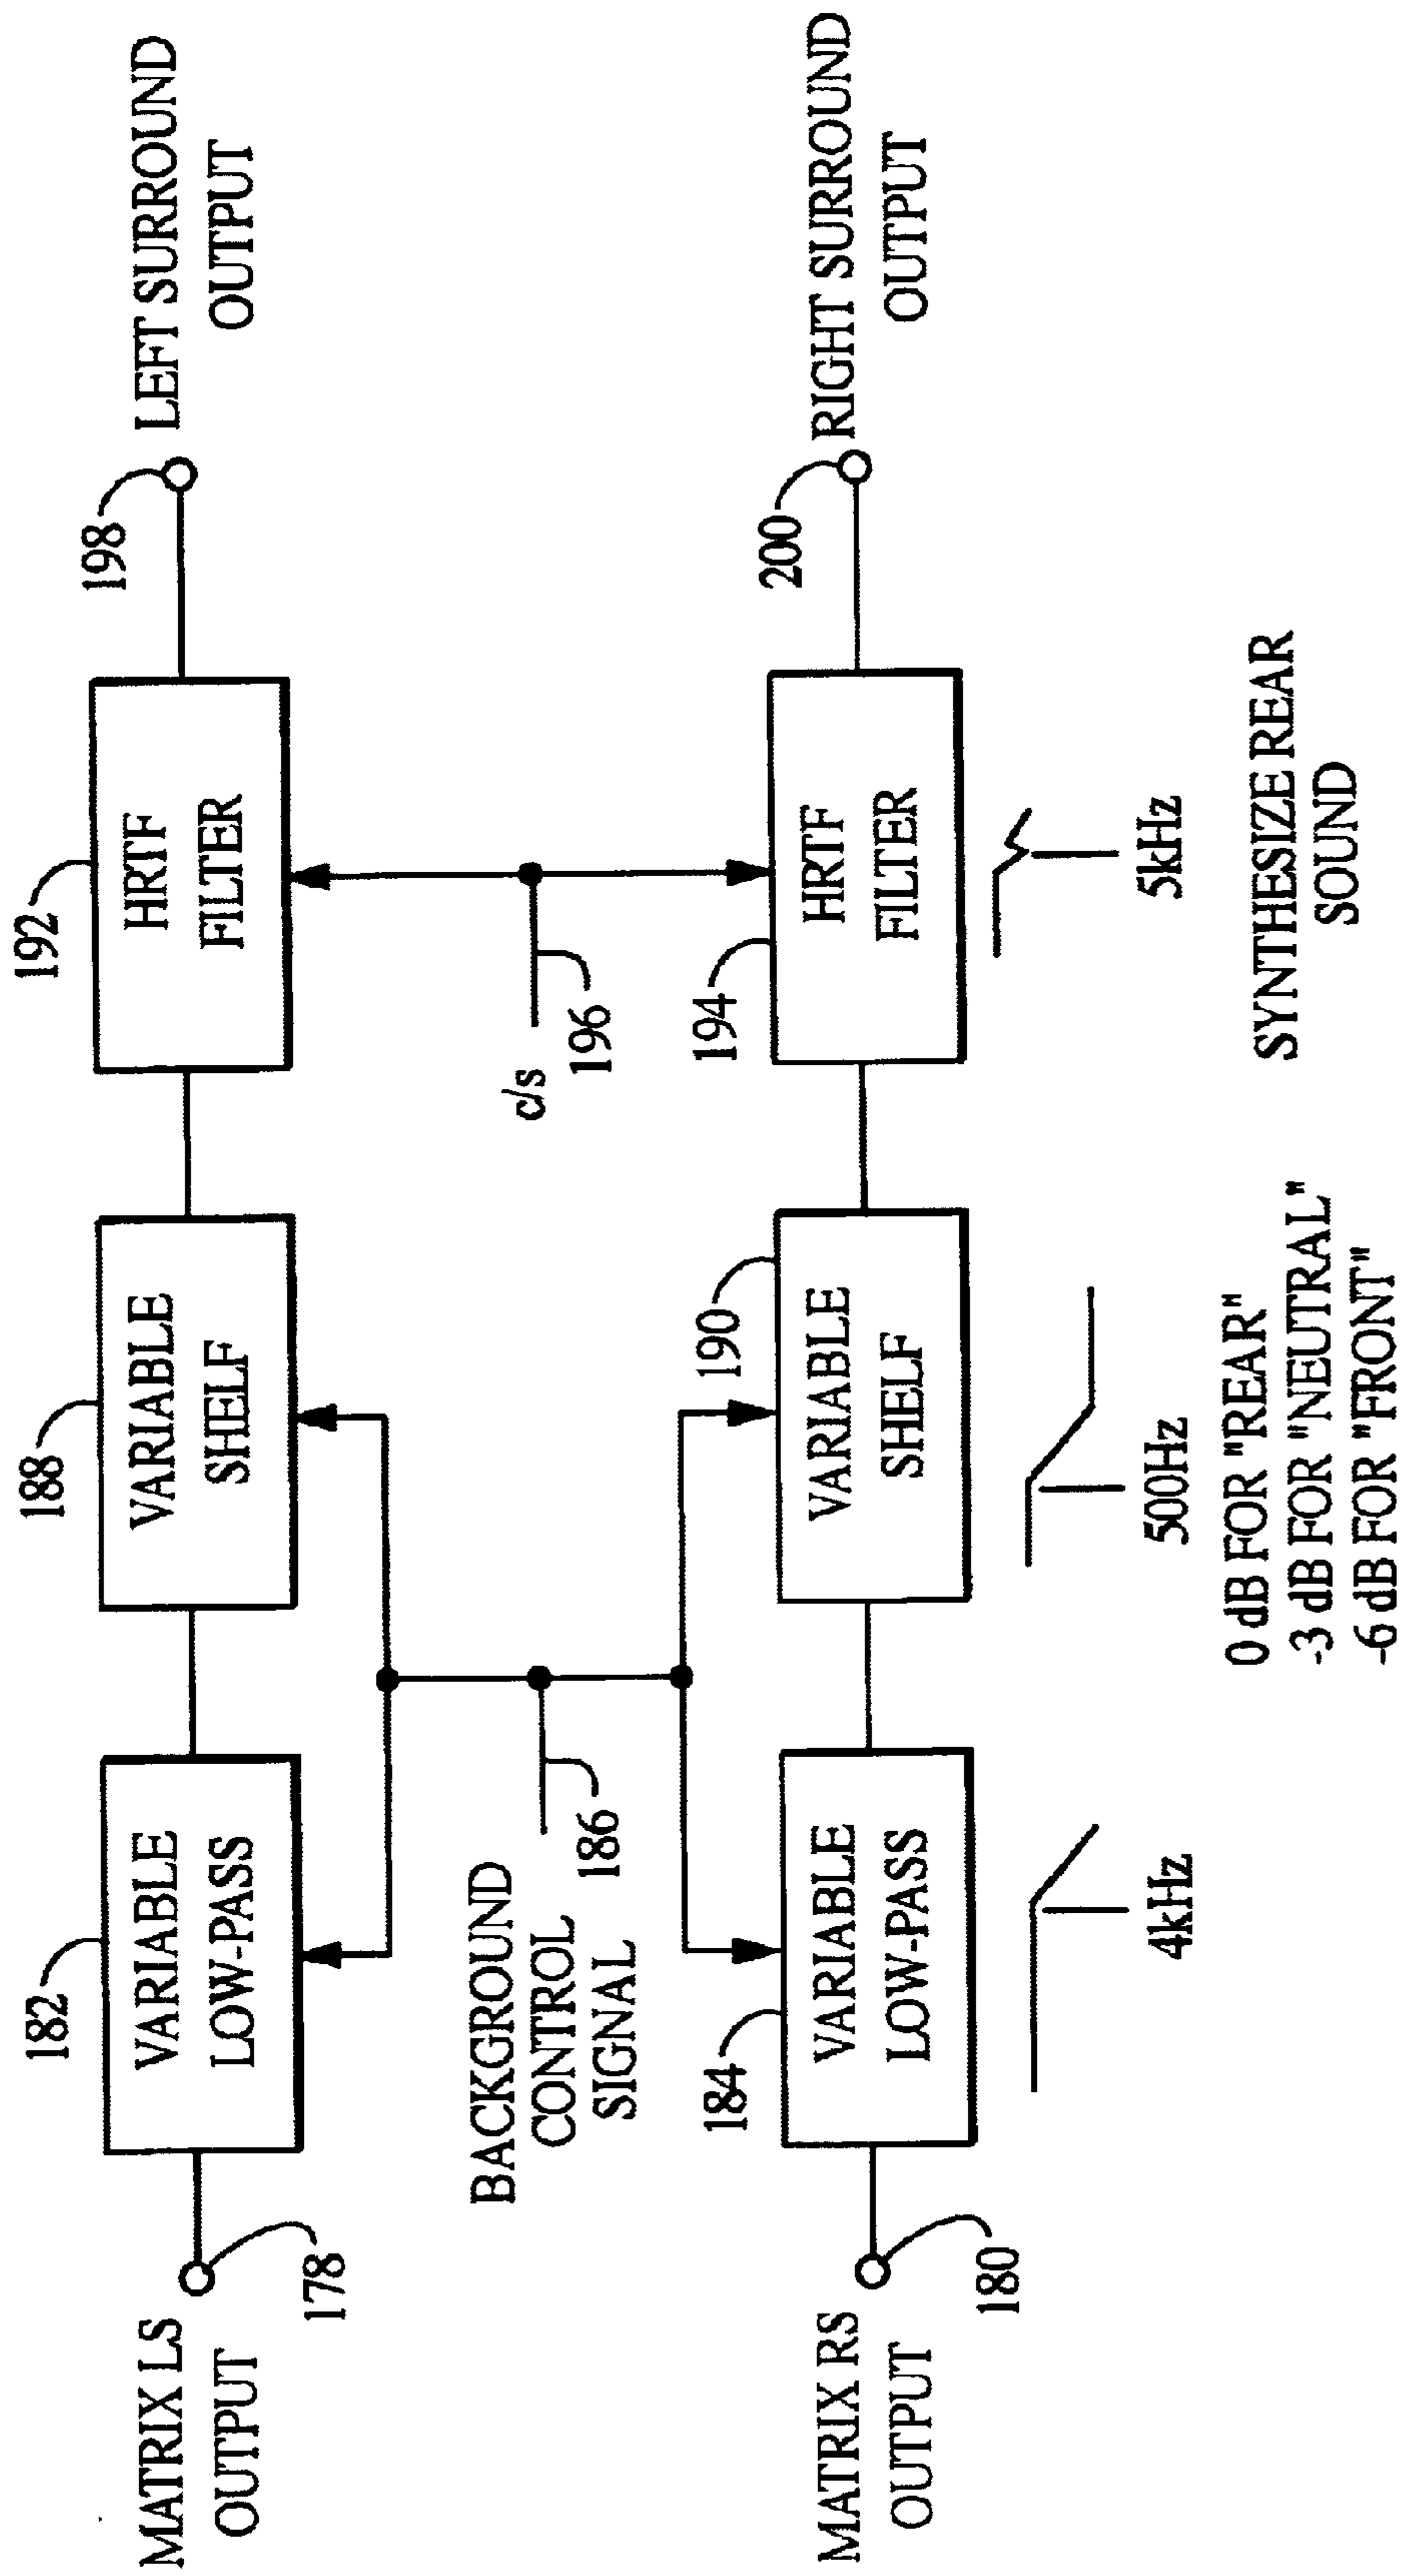 198
LEFT SURROUND
OUTPUT
192
HRTF
FILTER
188
VARIABLE
SHELF
182
VARIABLE
LOW-PASS
178
MATRIX LS
OUTPUT
c/s
196
BACKGROUND
CONTROL
SIGNAL
186
200
RIGHT SURROUND
OUTPUT
194
HRTF
FILTER
190
VARIABLE
SHELF
184
VARIABLE
LOW-PASS
180
MATRIX RS
OUTPUT
4kHz
500Hz
0 dB FOR "REAR"
-3 dB FOR "NEUTRAL"
-6 dB FOR "FRONT"
5kHz
SYNTHESIZE REAR
SOUND